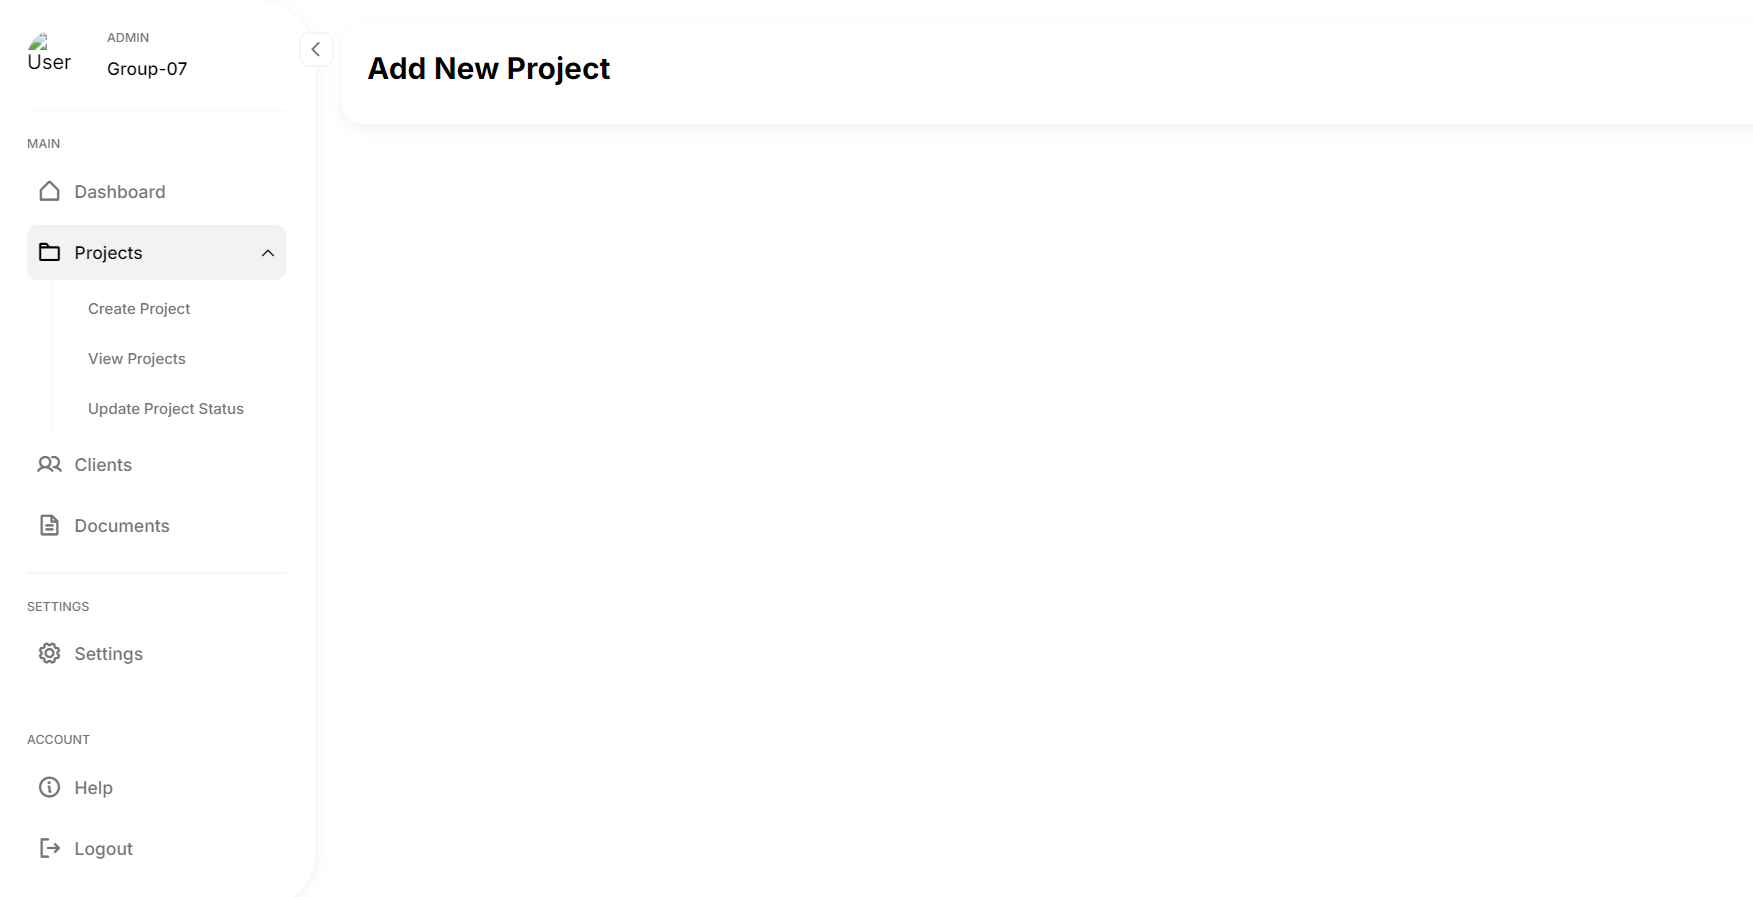 User
ADMIN
Group-07
Add New Project
MAIN
Dashboard
Projects
Create Project
View Projects
Update Project Status
Clients
Documents
SETTINGS
Settings
ACCOUNT
Help
Logout